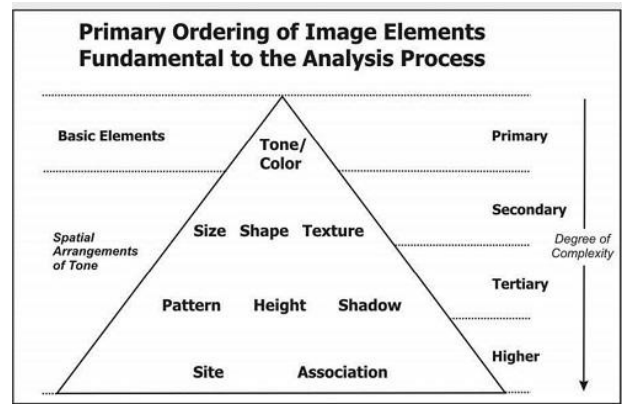 Primary Ordering of Image Elements
Fundamental to the Analysis Process
Basic Elements
Tone/
Color
Primary
Size Shape Texture
Secondary
Spatial
Arrangements
of Tone
Degree of
Complexity
Pattern Height Shadow
Tertiary
Site Association
Higher